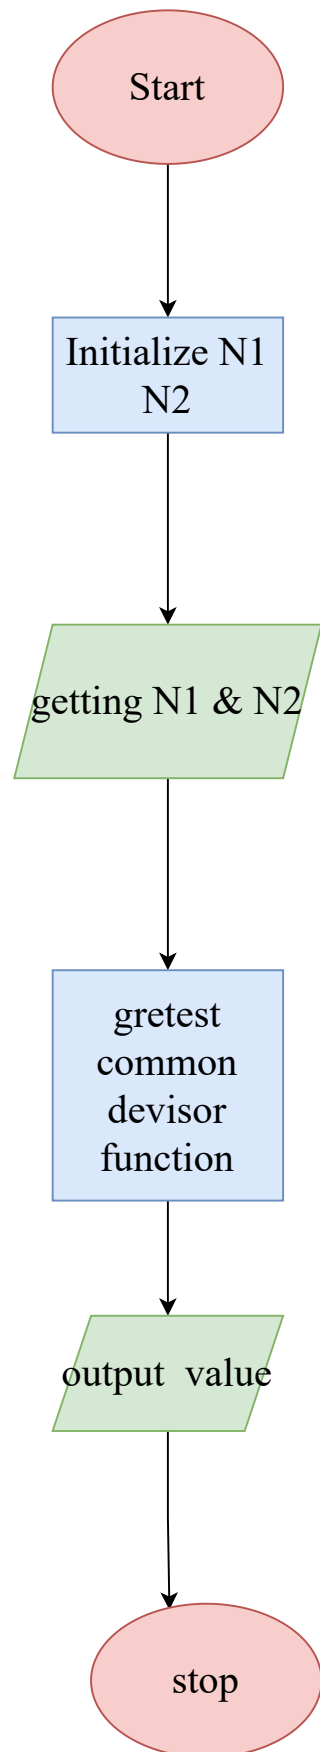 Start
Initialize N1
N2
getting N1 & N2
gretest
common
devisor
function
output  value
stop